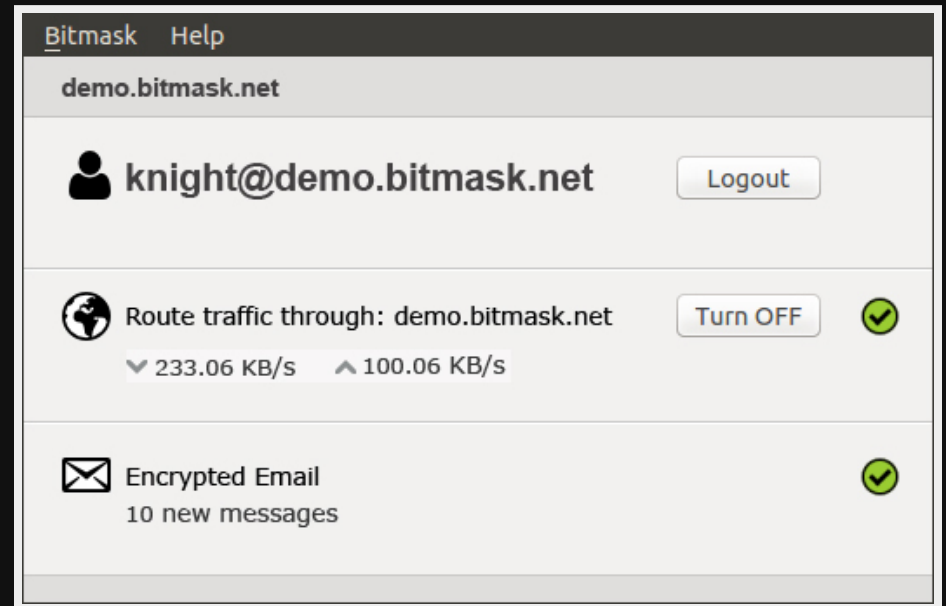 Bitmask Help
demo.bitmask.net
knight@demo.bitmask.net Logout
Route traffic through: demo.bitmask.net Turn OFF
233.06 KB/s 100.06 KB/s
Encrypted Email
10 new messages